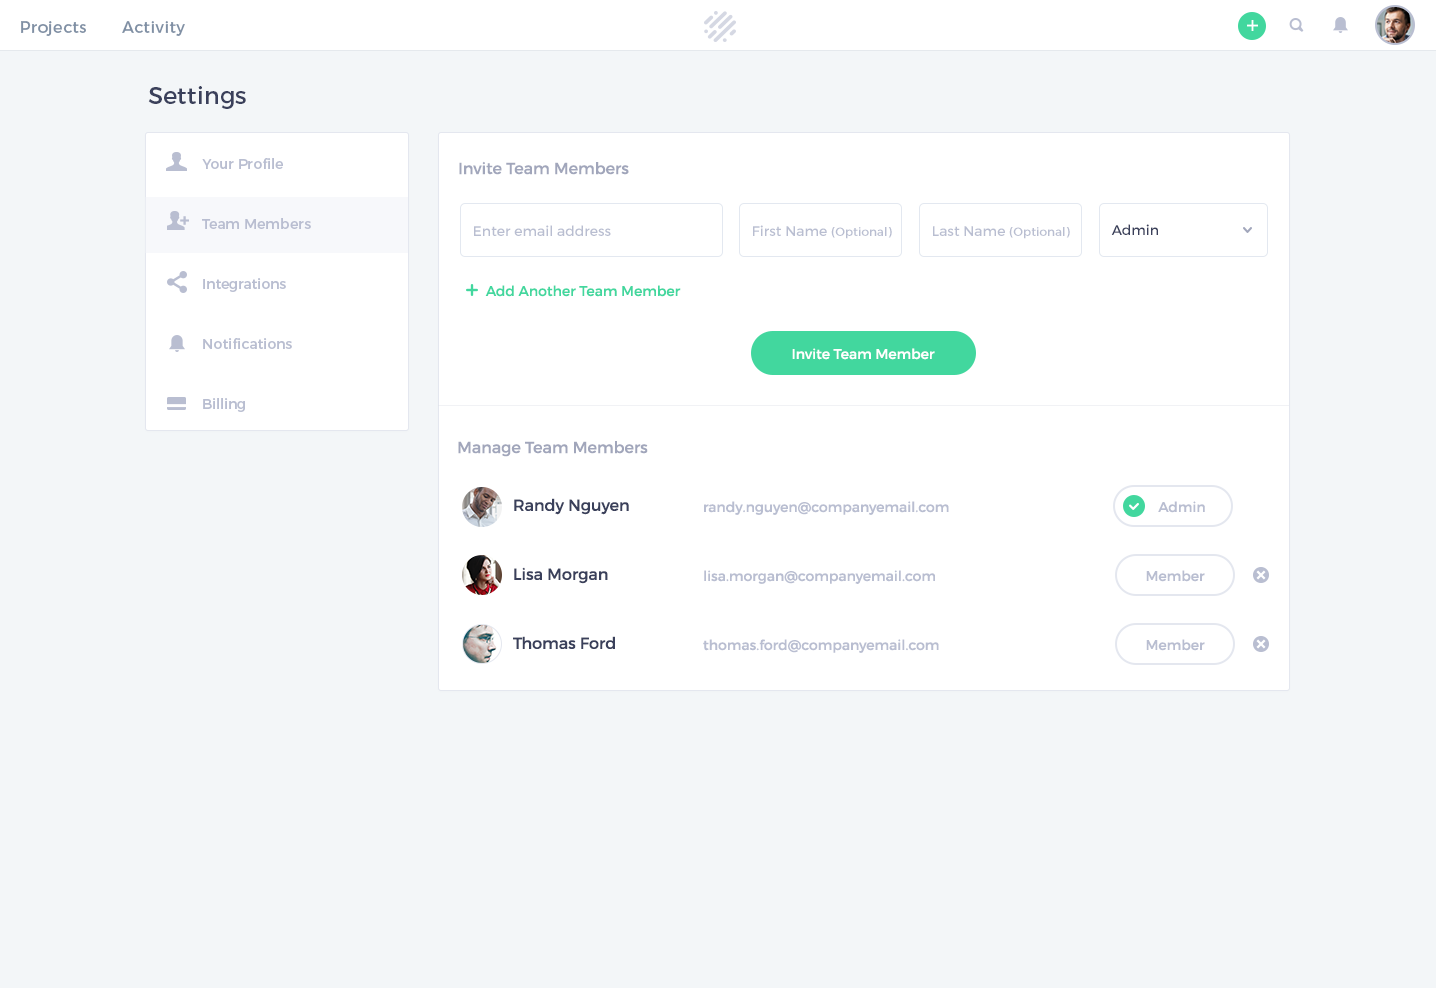 Projects
Activity
Settings
Your Profile
Team Members
Integrations
Notifications
Billing
Invite Team Members
Enter email address
First Name (Optional)
Last Name (Optional)
Admin
Add Another Team Member
Invite Team Member
Manage Team Members
Randy Nguyen randy.nguyen@companyemail.com Admin
Lisa Morgan lisa.morgan@companyemail.com Member
Thomas Ford thomas.ford@companyemail.com Member